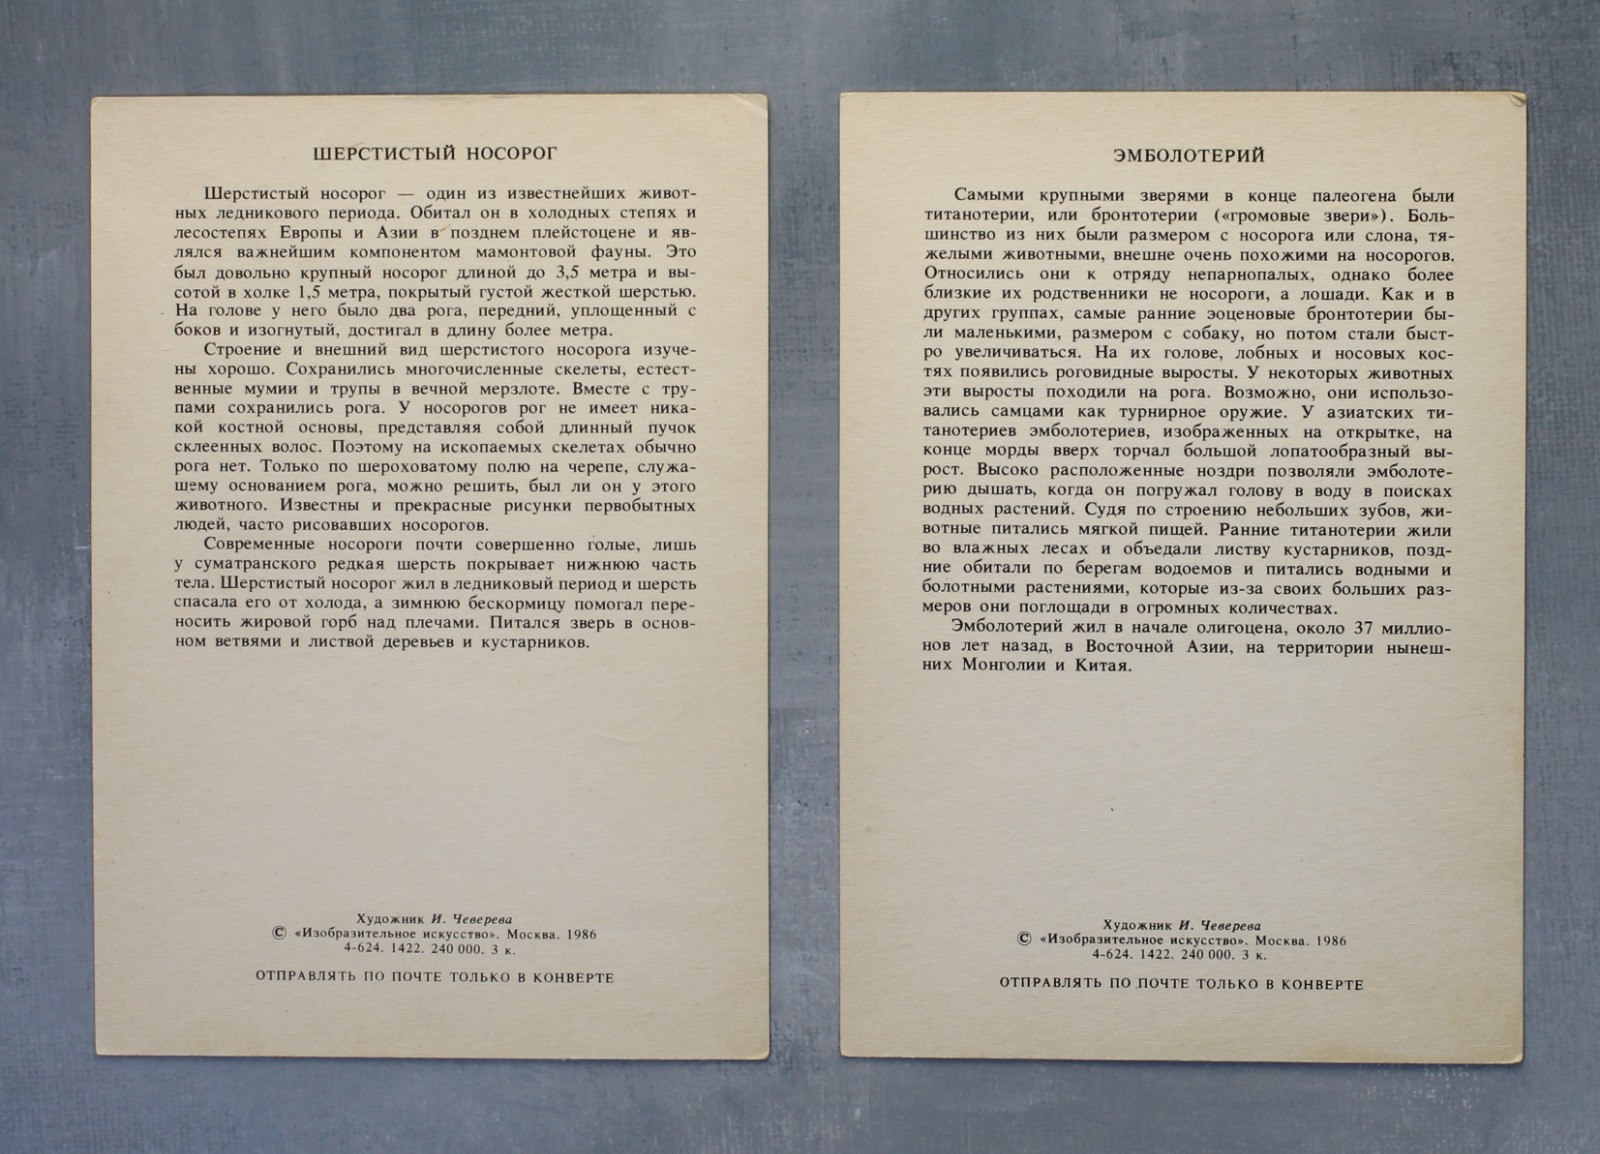 ШЕРСТИСТЫЙ НОСОРОГ
Шерстистый носорог — один из известнейших живот-
ных ледникового периода. Обитал он в холодных степях и
лесостепях Европы и Азии в позднем плейстоцене и яв-
лялся важнейшим компонентом мамонтовой фауны. Это
был довольно крупный носорог длиной до 3,5 метра и вы-
сотой в холке 1,5 метра, покрытый густой жесткой шерстью.
На голове у него было два рога, передний, уплощенный с
боков и изогнутый, достигал в длину более метра.
Строение и внешний вид шерстистого носорога изуче-
ны хорошо. Сохранились многочисленные скелеты, естест-
венные мумии и трупы в вечной мерзлоте. Вместе с тру-
пами сохранились рога. У носорогов рог не имеет ника-
кой костной основы, представляя собой длинный пучок
склеенных волос. Поэтому на ископаемых скелетах обычно
рога нет. Только по шероховатому полю на черепе, служа-
щему основанием рога, можно решить, был ли он у этого
животного. Известны и прекрасные рисунки первобытных
людей, часто рисовавших носорогов.
Современные носороги почти совершенно голые, лишь
у суматранского редкая шерсть покрывает нижнюю часть
тела. Шерстистый носорог жил в ледниковый период и шерсть
спасала его от холода, а зимнюю бескормицу помогал пере-
носить жировой горб над плечами. Питался зверь в основ-
ном ветвями и листвой деревьев и кустарников.
Художник И. Чеверева
© «Изобразительное искусство». Москва. 1986
4-624. 1422. 240 000. 3 к.
ОТПРАВЛЯТЬ ПО ПОЧТЕ ТОЛЬКО В КОНВЕРТЕ
ЭМБОЛОТЕРИЙ
Самыми крупными зверями в конце палеогена были
титанотерии, или бронтотерии («громовые звери»). Боль-
шинство из них были размером с носорога или слона, тя-
желыми животными, внешне очень похожими на носорогов.
Относились они к отряду непарнопалых, однако более
близкие их родственники не носороги, а лошади. Как и в
других группах, самые ранние эоценовые бронтотерии бы-
ли маленькими, размером с собаку, но потом стали быст-
ро увеличиваться. На их голове, лобных и носовых кос-
тях появились роговидные выросты. У некоторых животных
эти выросты походили на рога. Возможно, они использо-
вались самцами как турнирное оружие. У азиатских ти-
танотериев эмболотериев, изображенных на открытке, на
конце морды вверх торчал большой лопатообразный вы-
рост. Высоко расположенные ноздри позволяли эмболоте-
рию дышать, когда он погружал голову в воду в поисках
водных растений. Судя по строению небольших зубов, жи-
вотные питались мягкой пищей. Ранние титанотерии жили
во влажных лесах и объедали листву кустарников, позд-
ние обитали по берегам водоемов и питались водными и
болотными растениями, которые из-за своих больших раз-
меров они поглощади в огромных количествах.
Эмболотерий жил в начале олигоцена, около 37 миллио-
нов лет назад, в Восточной Азии, на территории нынеш-
них Монголии и Китая.
Художник И. Чеверева
© «Изобразительное искусство». Москва. 1986
4-624. 1422. 240 000. 3 к.
ОТПРАВЛЯТЬ ПО ПОЧТЕ ТОЛЬКО В КОНВЕРТЕ